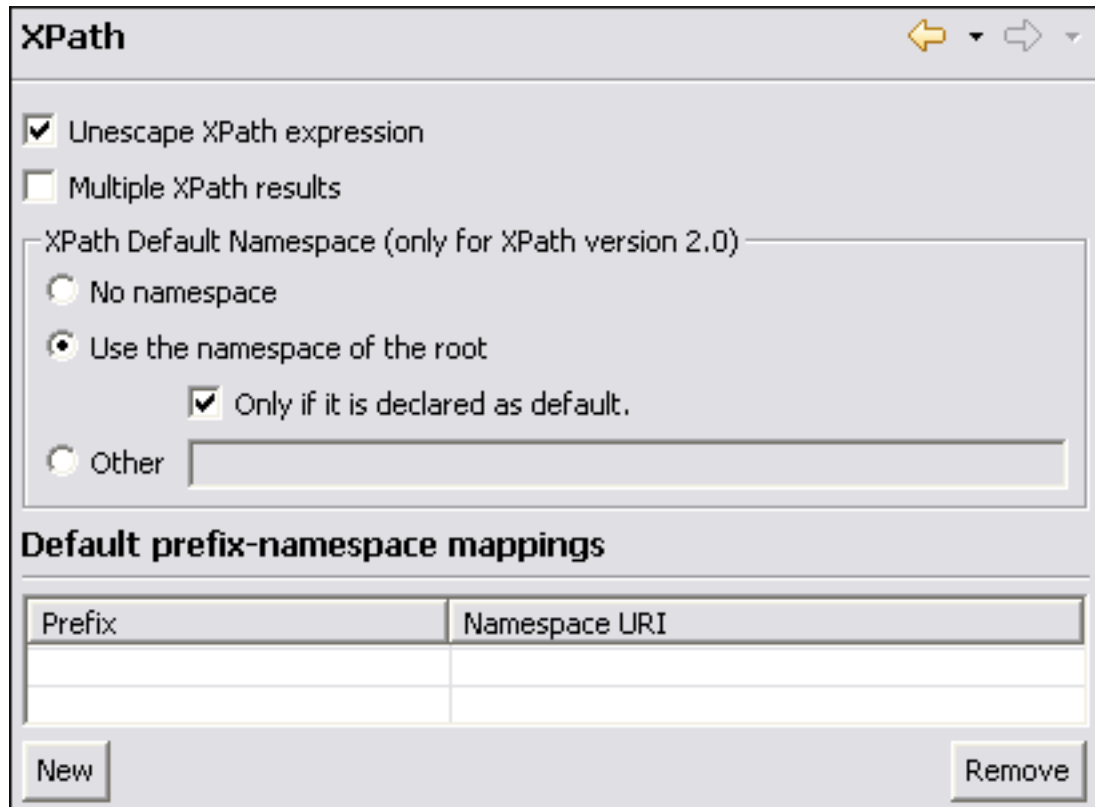 XPath
Unescape XPath expression
Multiple XPath results
XPath Default Namespace (only for XPath version 2.0)
No namespace
Use the namespace of the root
Only if it is declared as default.
Other
Default prefix-namespace mappings
Prefix Namespace URI
New Remove